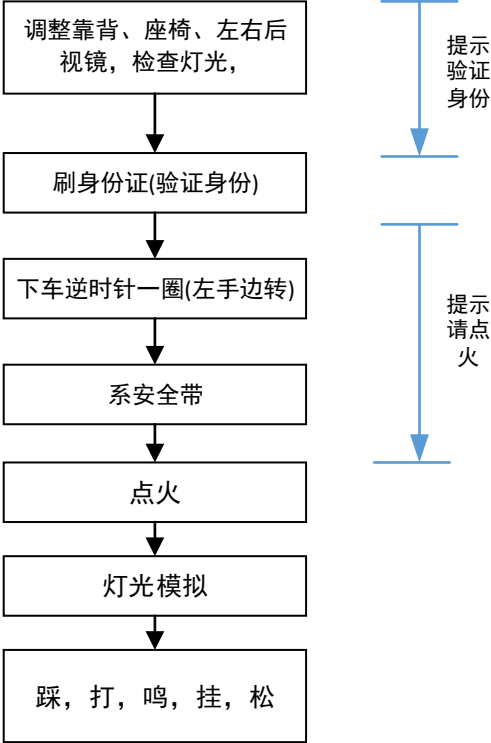 调整靠背、座椅、左右后
视镜，检查灯光，
提示
验证
身份
刷身份证(验证身份)
下车逆时针一圈(左手边转)
提示
请点
火
系安全带
点火
灯光模拟
踩，打，鸣，挂，松